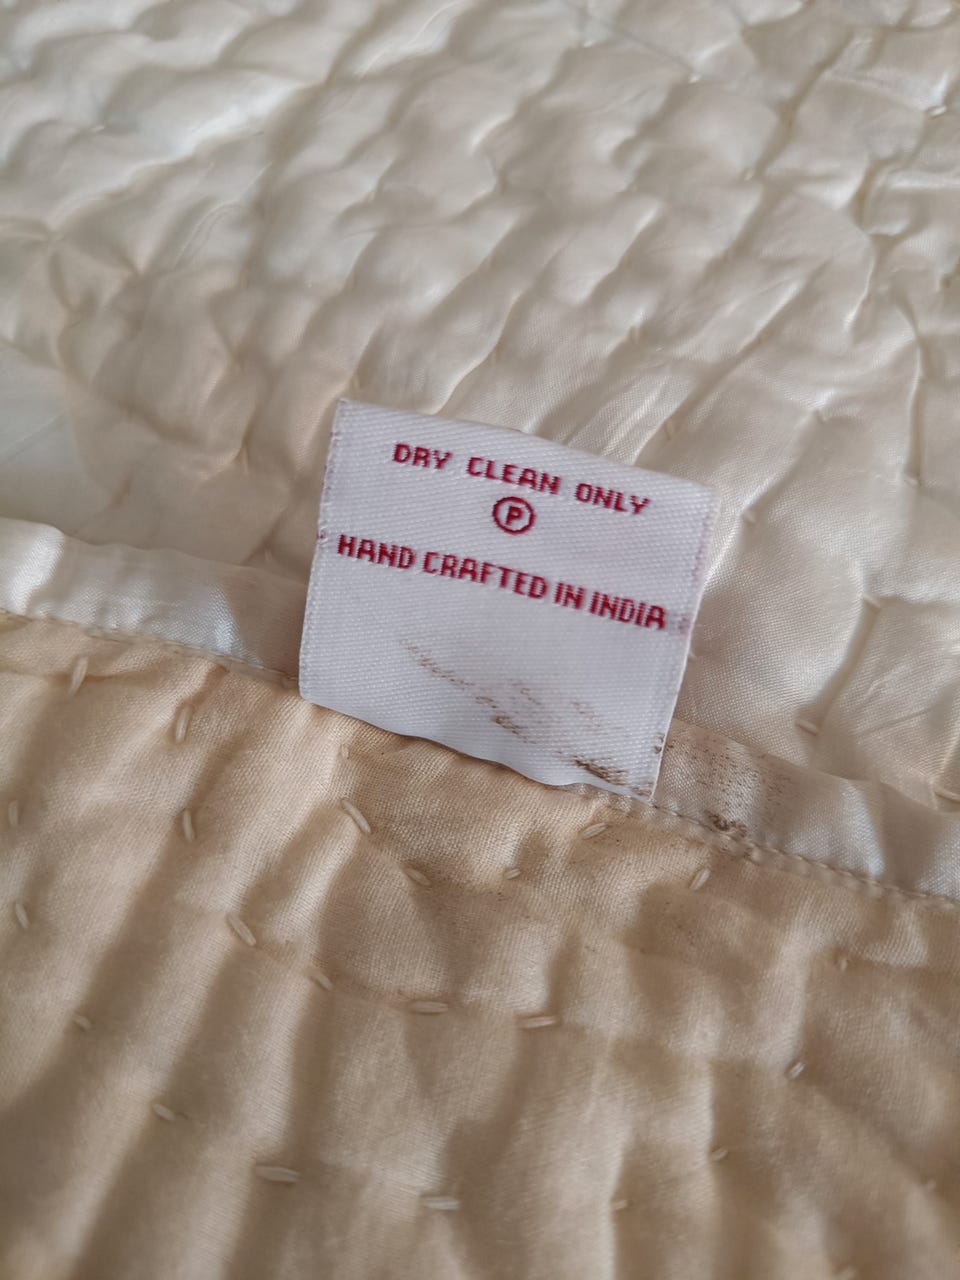 DRY CLEAN ONLY
Ⓟ
HAND CRAFTED IN INDIA